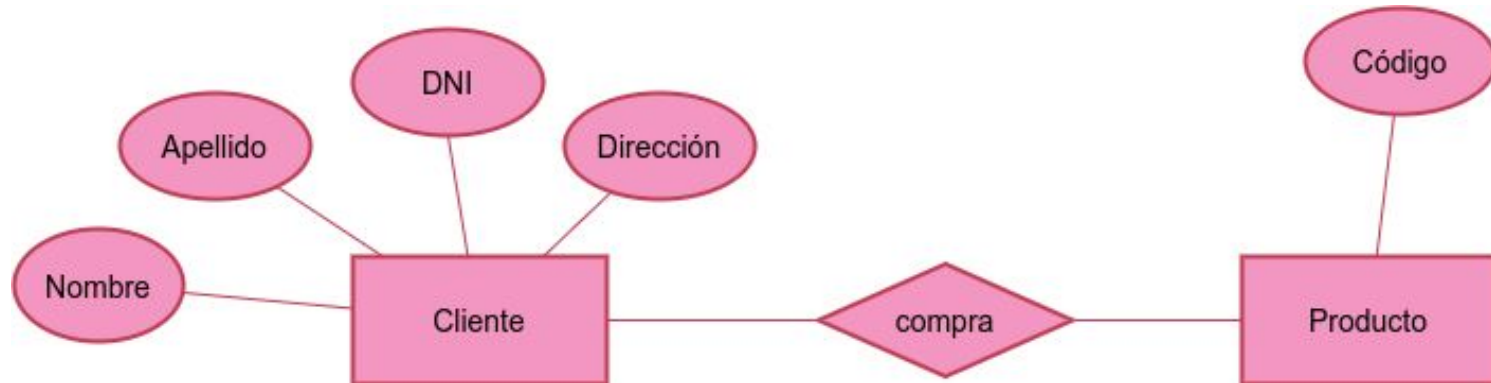 DNI
Código
Apellido
Dirección
Nombre
Cliente
compra
Producto